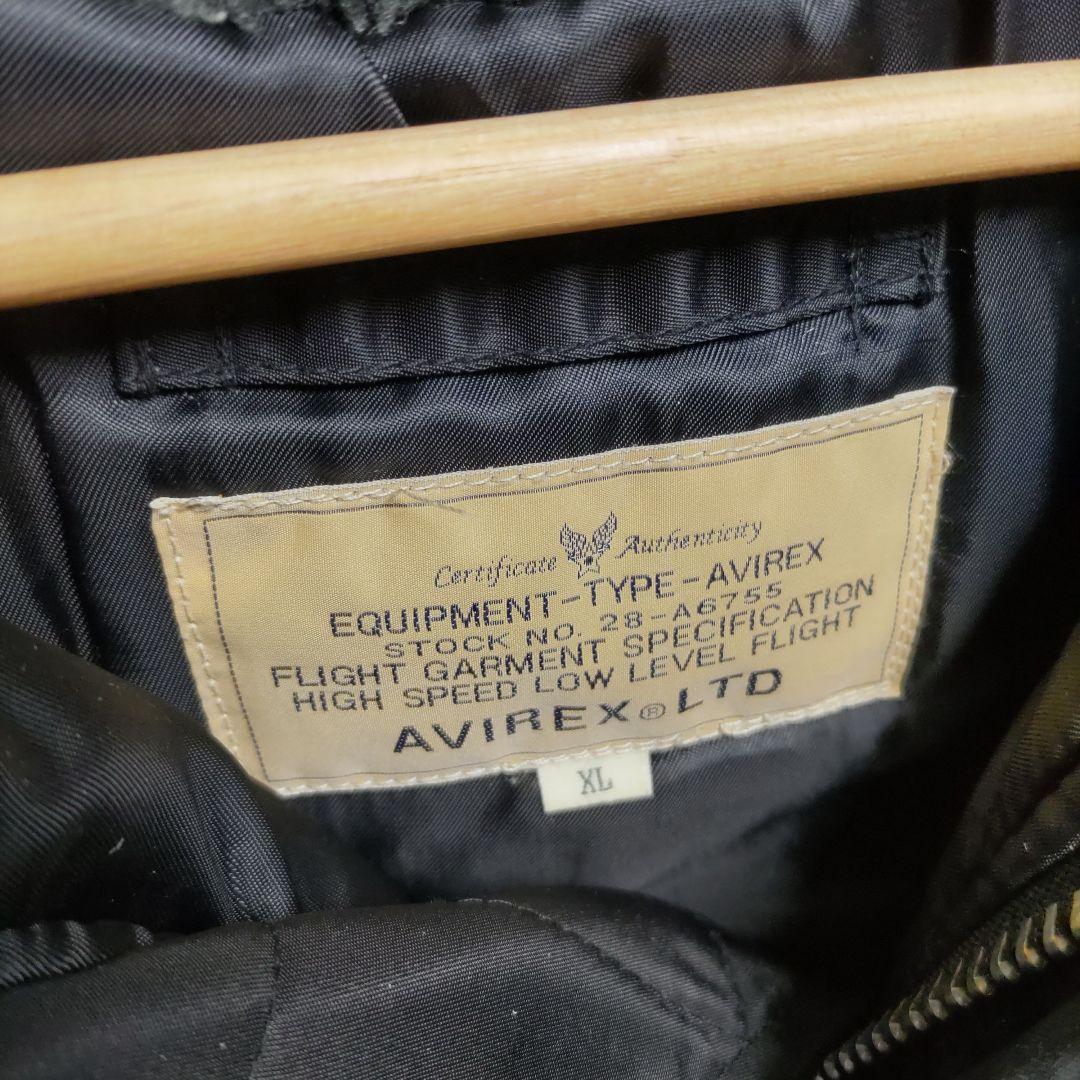 Certificate Authenticity
EQUIPMENT-TYPE-AVIREX
STOCK NO. 28-A6755
FLIGHT GARMENT SPECIFICATION
HIGH SPEED LOW LEVEL FLIGHT
AVIREX® LTD
XL